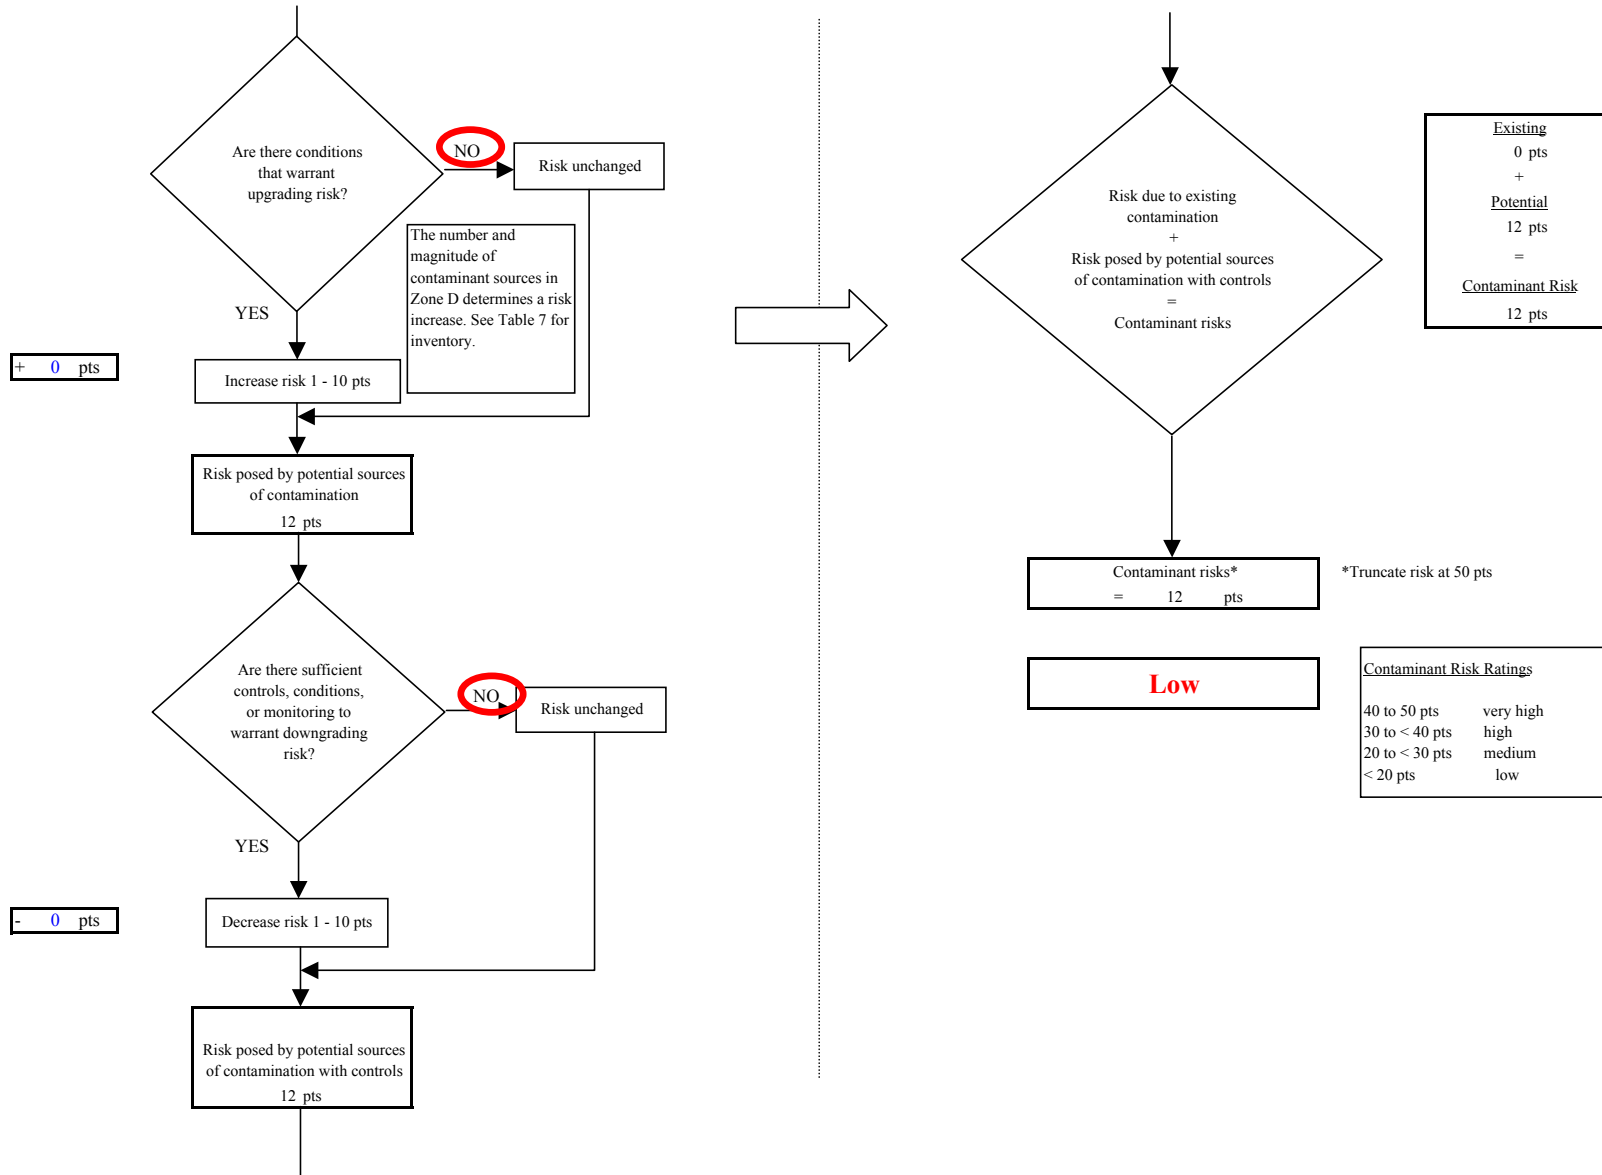 Are there conditions
that warrant
upgrading risk?
NO
Risk unchanged
The number and
magnitude of
contaminant sources in
Zone D determines a risk
increase. See Table 7 for
inventory.
YES
+ 0 pts
Increase risk 1 - 10 pts
Risk posed by potential sources
of contamination
12 pts
Are there sufficient
controls, conditions,
or monitoring to
warrant downgrading
risk?
NO
Risk unchanged
YES
- 0 pts
Decrease risk 1 - 10 pts
Risk posed by potential sources
of contamination with controls
12 pts
Risk due to existing
contamination
+
Risk posed by potential sources
of contamination with controls
=
Contaminant risks
Existing
0 pts
+
Potential
12 pts
=
Contaminant Risk
12 pts
Contaminant risks*
= 12 pts
*Truncate risk at 50 pts
Low
Contaminant Risk Ratings
40 to 50 pts very high
30 to < 40 pts high
20 to < 30 pts medium
< 20 pts low